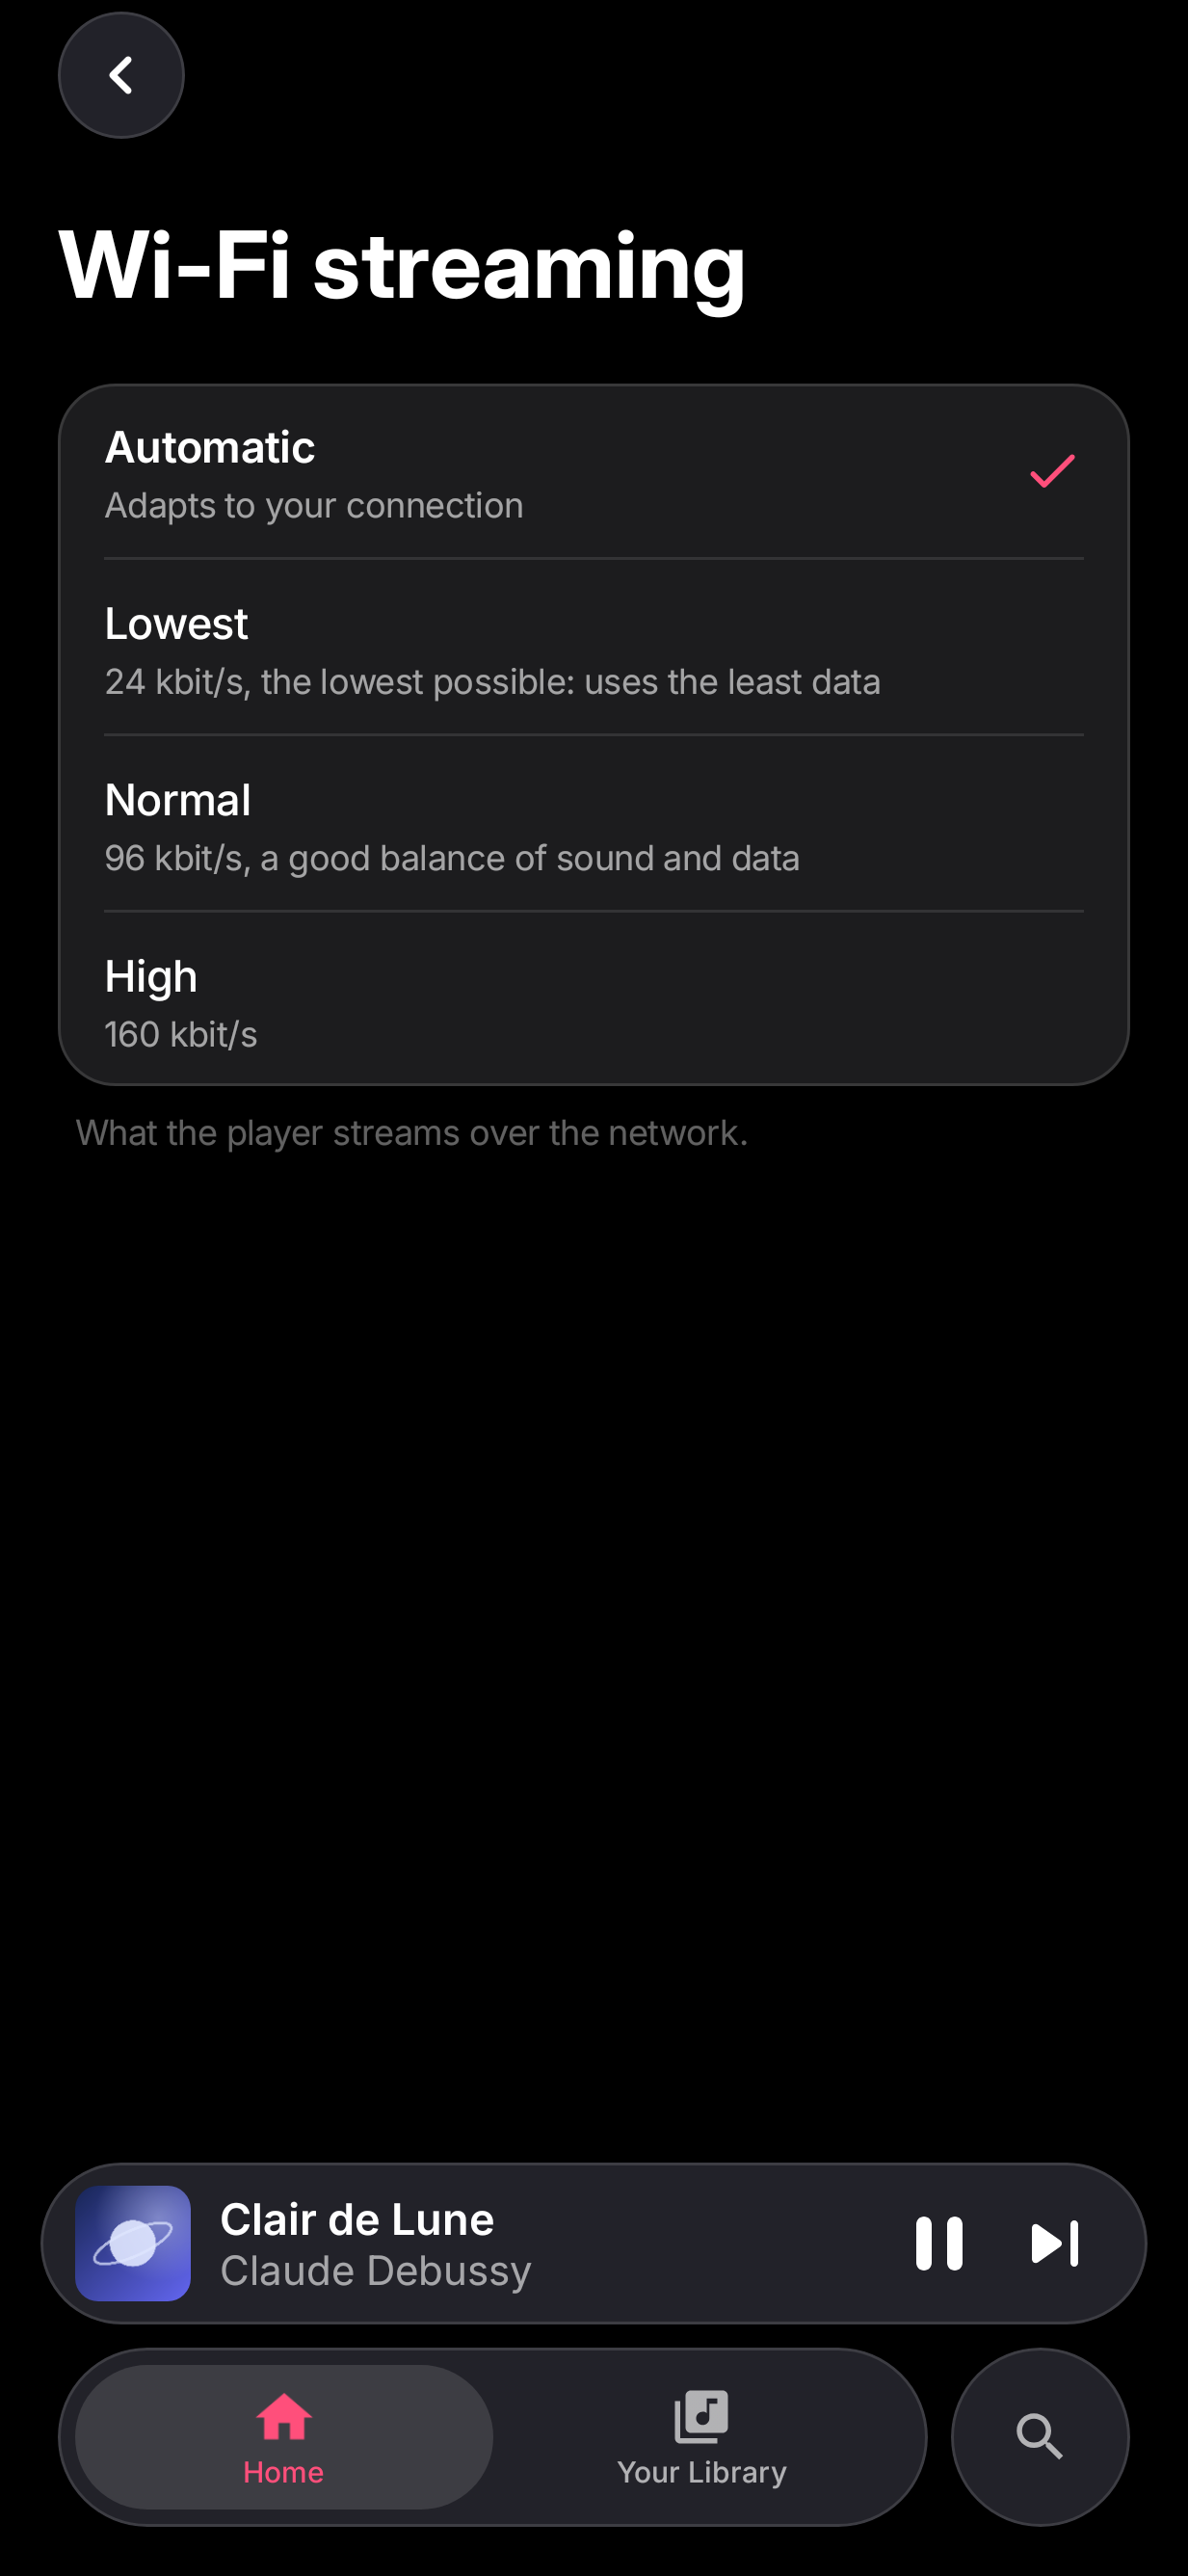 Wi-Fi streaming
Automatic
Adapts to your connection
Lowest
24 kbit/s, the lowest possible: uses the least data
Normal
96 kbit/s, a good balance of sound and data
High
160 kbit/s
What the player streams over the network.
Clair de Lune
Claude Debussy
Home
Your Library